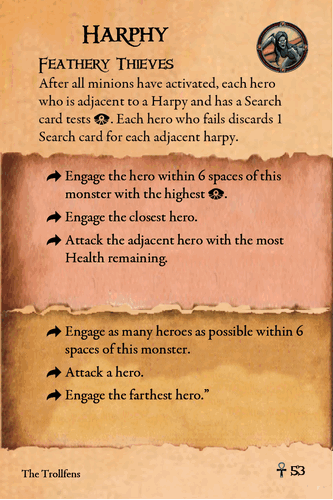 Harphy
Feathery Thieves
After all minions have activated, each hero
who is adjacent to a Harpy and has a Search
card tests . Each hero who fails discards 1
Search card for each adjacent harpy.
Engage the hero within 6 spaces of this
monster with the highest .
Engage the closest hero.
Attack the adjacent hero with the most
Health remaining.
Engage as many heroes as possible within 6
spaces of this monster.
Attack a hero.
Engage the farthest hero.”
The Trollfens
53